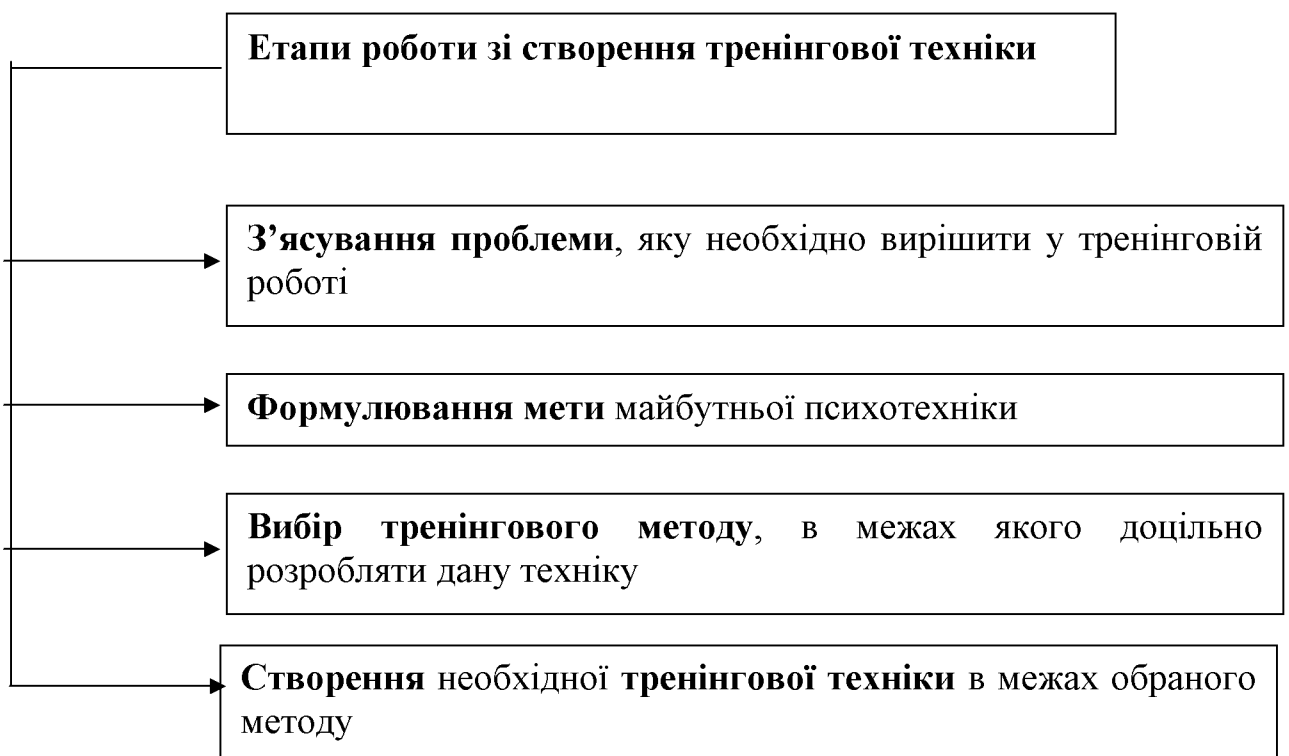 Етапи роботи зі створення тренінгової техніки
З’ясування проблеми, яку необхідно вирішити у тренінговій
роботі
Формулювання мети майбутньої психотехніки
Вибір тренінгового методу, в межах якого доцільно
розробляти дану техніку
Створення необхідної тренінгової техніки в межах обраного
методу